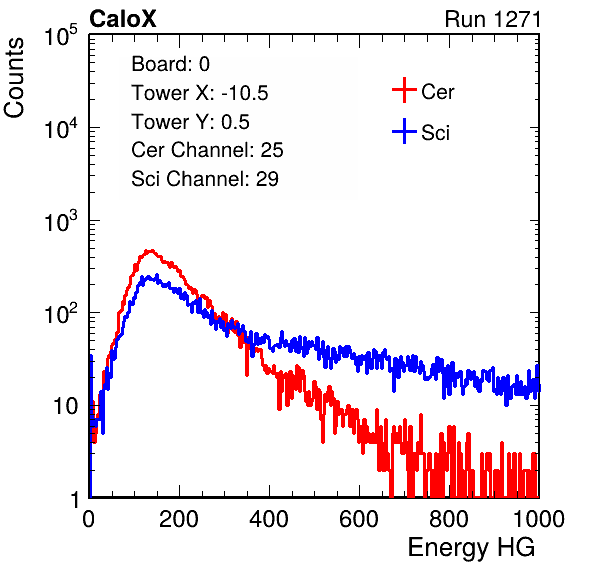 CaloX Run 1271
Counts
10^5
10^4
10^3
10^2
10
1
Board: 0
Tower X: -10.5
Tower Y: 0.5
Cer Channel: 25
Sci Channel: 29
Cer
Sci
0 200 400 600 800 1000
Energy HG